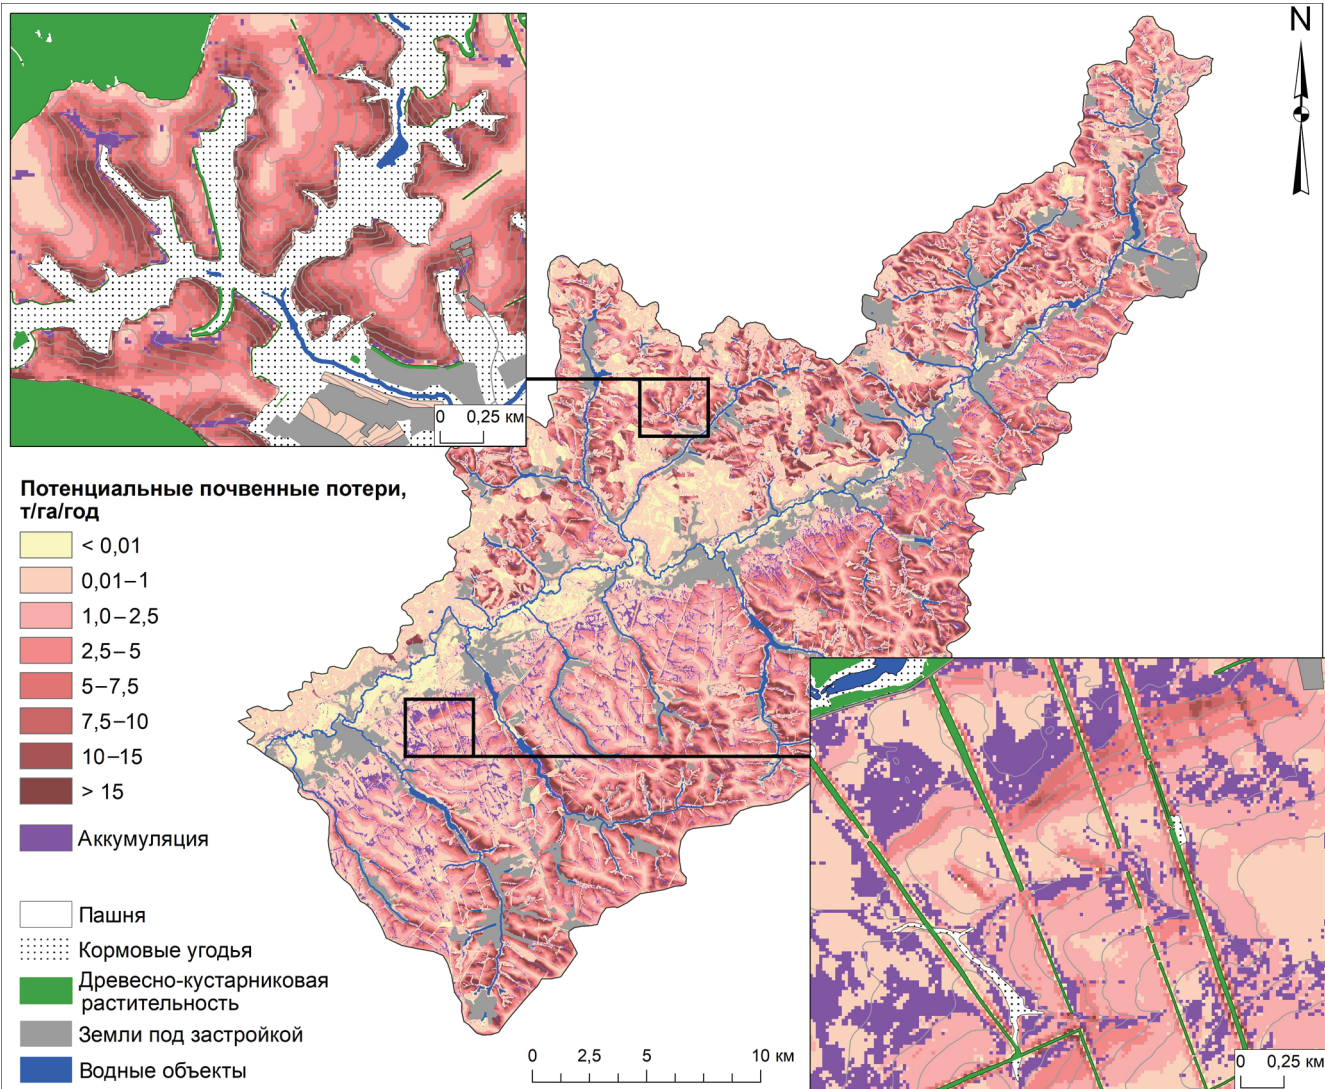 N
0 0,25 км
Потенциальные почвенные потери,
т/га/год
< 0,01
0,01–1
1,0–2,5
2,5–5
5–7,5
7,5–10
10–15
> 15
Аккумуляция
Пашня
Кормовые угодья
Древесно-кустарниковая
растительность
Земли под застройкой
Водные объекты
0 2,5 5 10 км
0 0,25 км